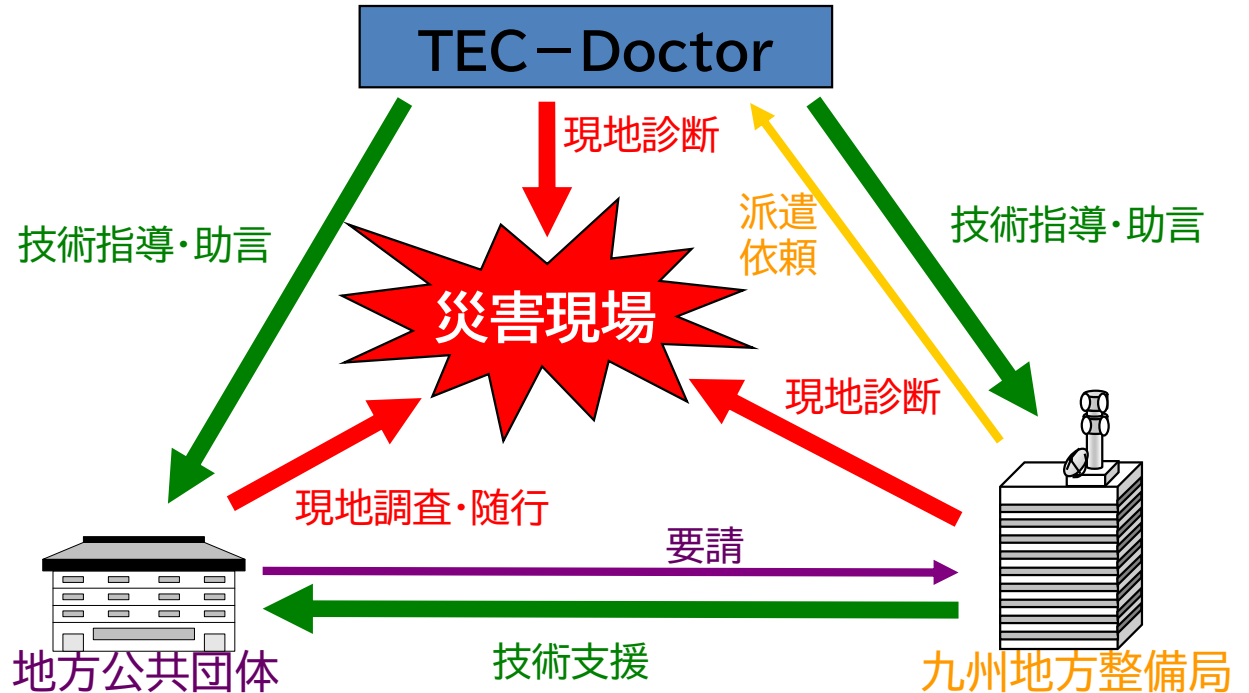 TEC－Doctor
現地診断
派遣
依頼
技術指導・助言
技術指導・助言
災害現場
現地診断
現地調査・随行
要請
技術支援
地方公共団体
九州地方整備局